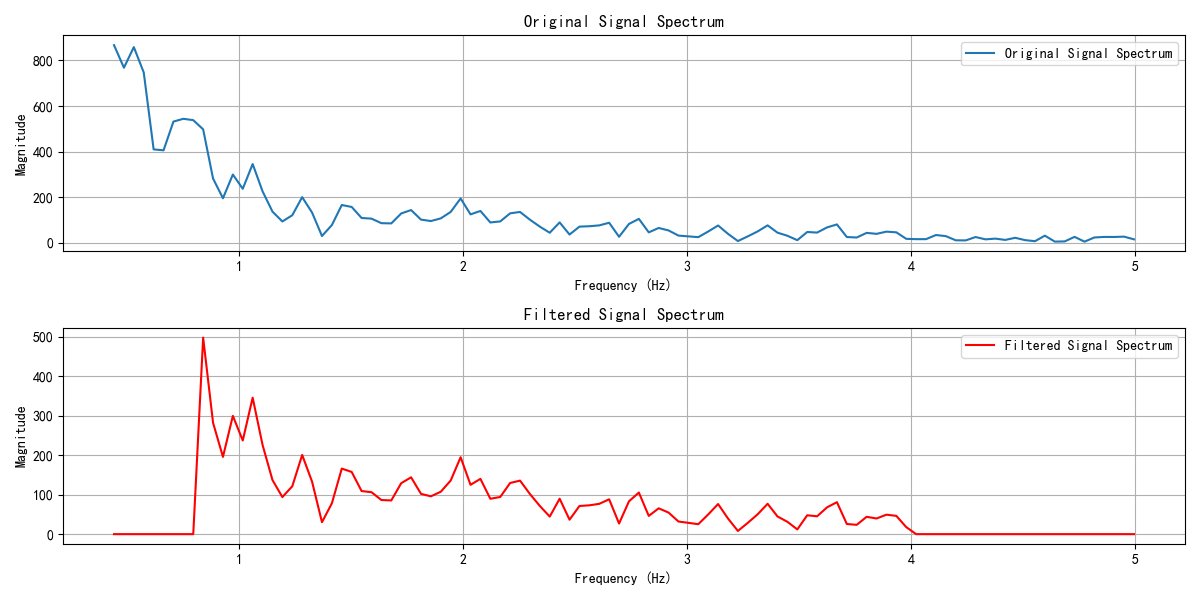 Original Signal Spectrum
Original Signal Spectrum
Magnitude
800
600
400
200
0
1
2
3
4
5
Frequency (Hz)
Filtered Signal Spectrum
Filtered Signal Spectrum
Magnitude
500
400
300
200
100
0
1
2
3
4
5
Frequency (Hz)